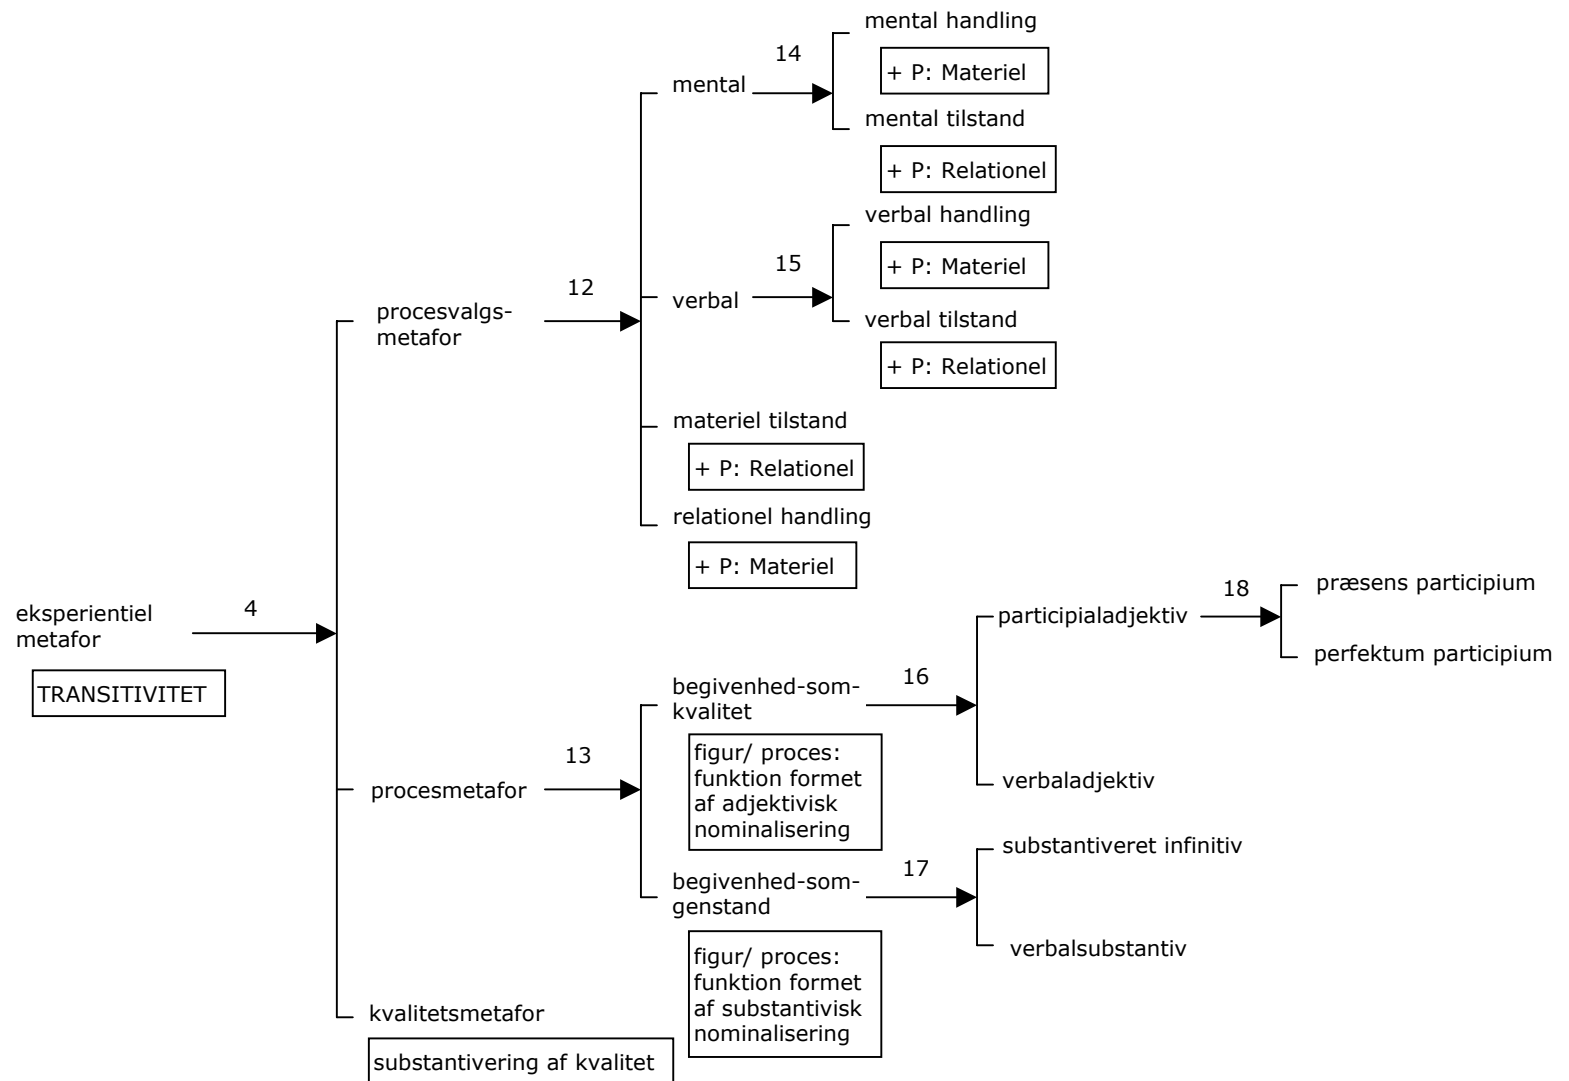 mental handling
14
+ P: Materiel
mental
mental tilstand
+ P: Relationel
verbal handling
15
+ P: Materiel
12
verbal
procesvalgs-
metafor
verbal tilstand
+ P: Relationel
materiel tilstand
+ P: Relationel
relationel handling
+ P: Materiel
4
eksperientiel
metafor
TRANSITIVITET
18
præsens participium
participialadjektiv
perfektum participium
16
begivenhed-som-
kvalitet
figur/ proces:
funktion formet
af adjektivisk
nominalisering
13
procesmetafor
verbaladjektiv
substantiveret infinitiv
17
begivenhed-som-
genstand
verbalsubstantiv
figur/ proces:
funktion formet
af substantivisk
nominalisering
kvalitetsmetafor
substantivering af kvalitet